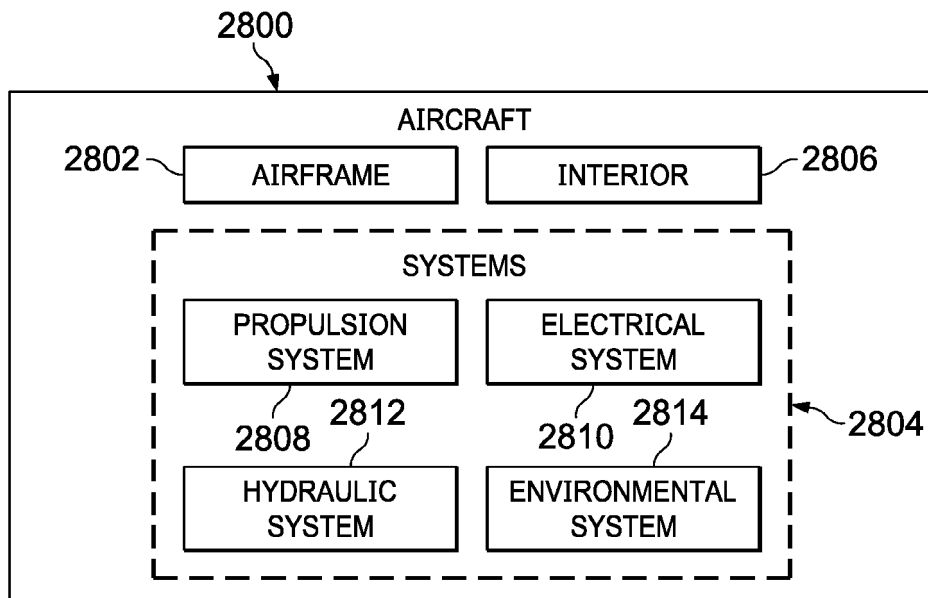 2800
AIRCRAFT
2802
AIRFRAME
INTERIOR
2806
SYSTEMS
PROPULSION
SYSTEM
ELECTRICAL
SYSTEM
2808
2812
2810
2814
2804
HYDRAULIC
SYSTEM
ENVIRONMENTAL
SYSTEM